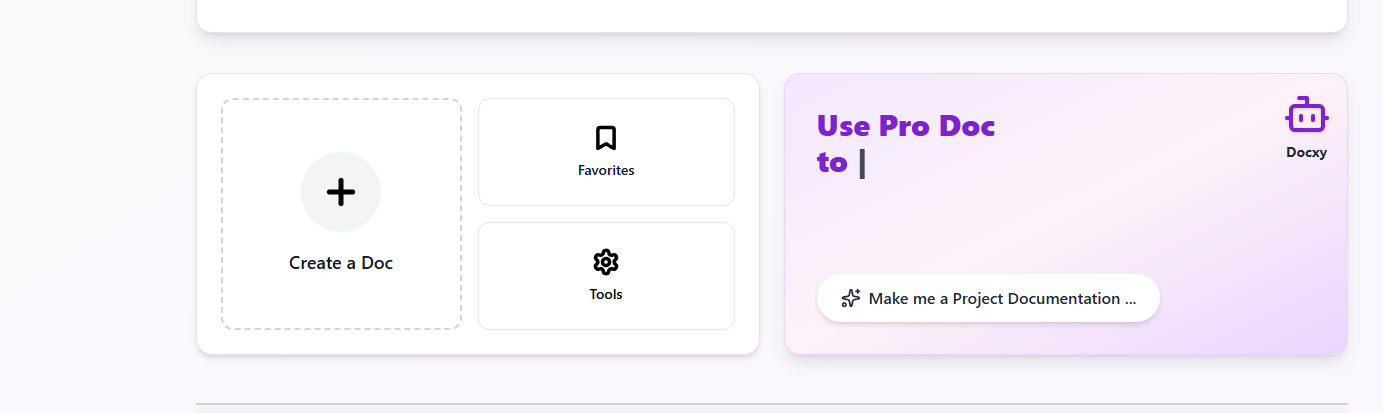 Create a Doc
Favorites
Tools
Use Pro Doc
to |
Docxy
Make me a Project Documentation ...